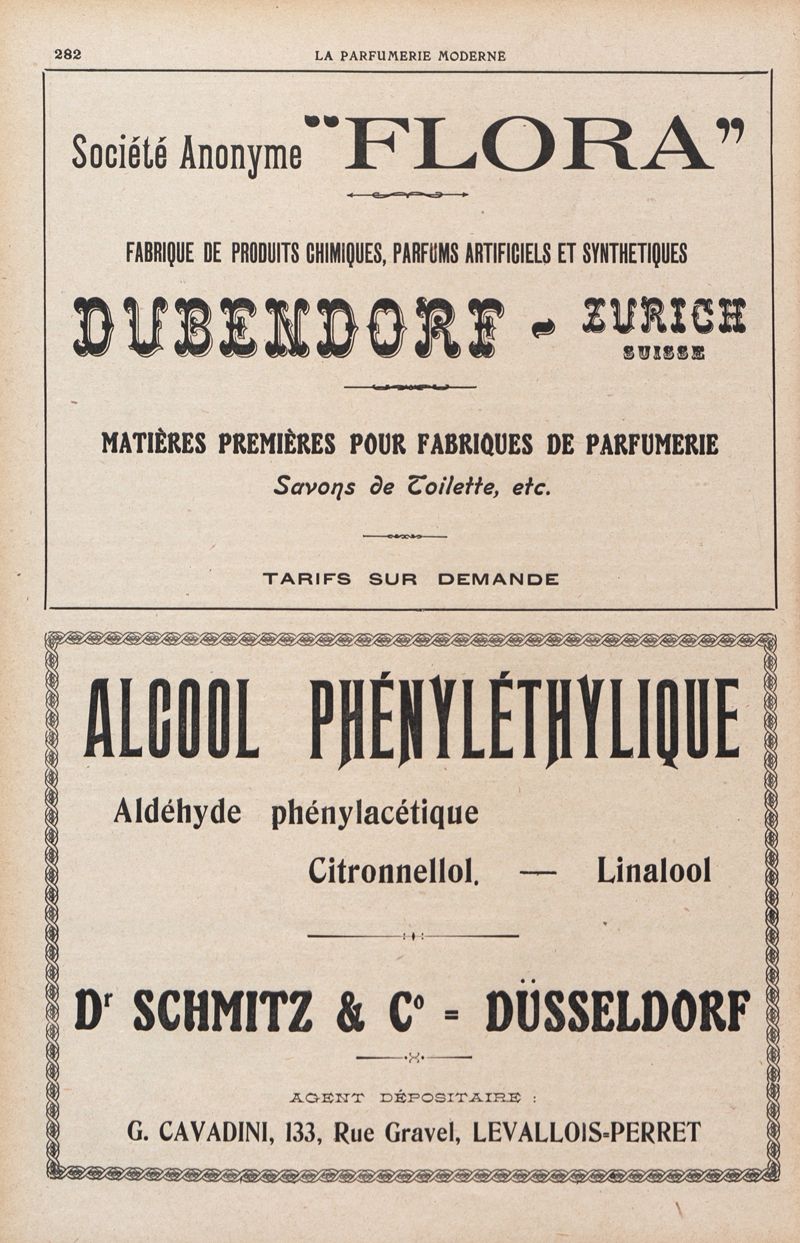 282
LA PARFUMERIE MODERNE
Société Anonyme "FLORA"
FABRIQUE DE PRODUITS CHIMIQUES, PARFUMS ARTIFICIELS ET SYNTHETIQUES
DUBENDORF - ZURICH
SUISSE
MATIÈRES PREMIÈRES POUR FABRIQUES DE PARFUMERIE
Savons de Toilette, etc.
TARIFS SUR DEMANDE
ALCOOL PHÉNYLÉTHYLIQUE
Aldéhyde phénylacétique
Citronnellol. — Linalool
Dr SCHMITZ & Co = DÜSSELDORF
AGENT DÉPOSITAIRE :
G. CAVADINI, 133, Rue Gravel, LEVALLOIS=PERRET